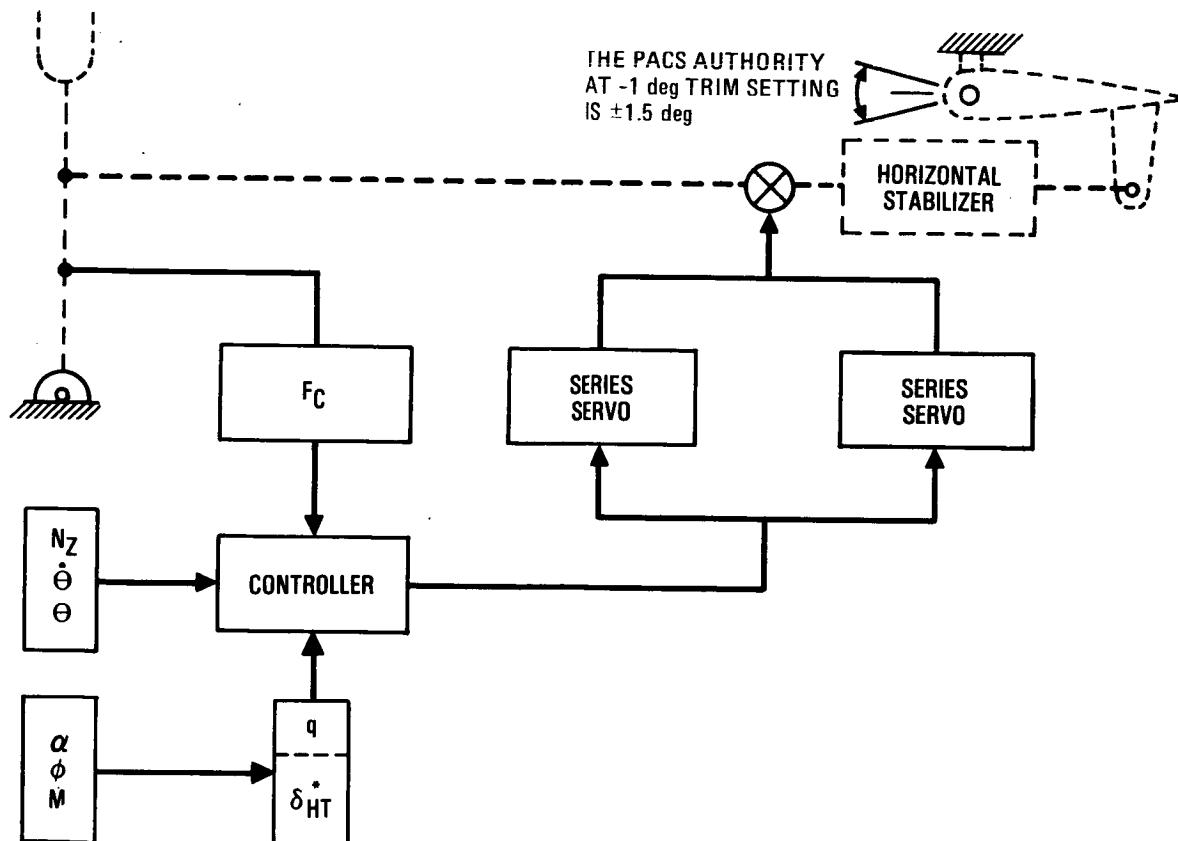 THE PACS AUTHORITY
AT -1 deg TRIM SETTING
IS ±1.5 deg
HORIZONTAL
STABILIZER
F_C
SERIES
SERVO
SERIES
SERVO
N_Z
Θ̇
Θ
CONTROLLER
α
ϕ
M
q
δ*_HT